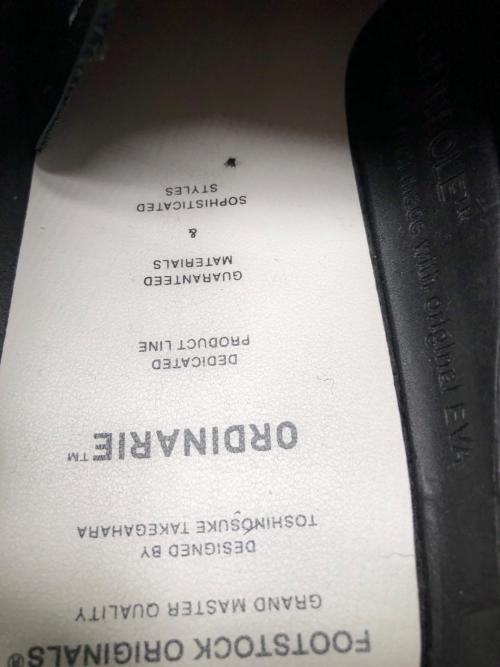 FOOTSTOCK ORIGINALS®
GRAND MASTER QUALITY
DESIGNED BY
TOSHINOSUKE TAKEGAHARA
ORDINARIE™
DEDICATED
PRODUCT LINE
GUARANTEED
MATERIALS
&
SOPHISTICATED
STYLES
made with original EVA